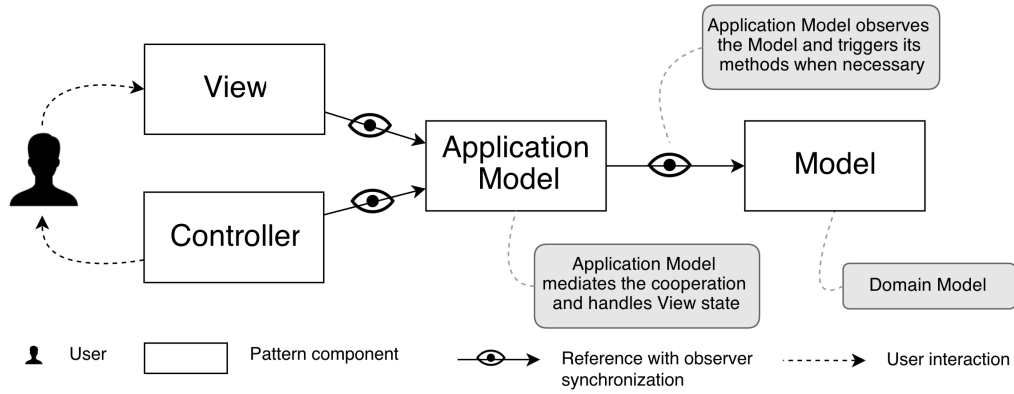 Application Model observes
the Model and triggers its
methods when necessary
View
Application
Model
Model
Controller
Application Model
mediates the cooperation
and handles View state
Domain Model
User
Pattern component
Reference with observer
synchronization
User interaction